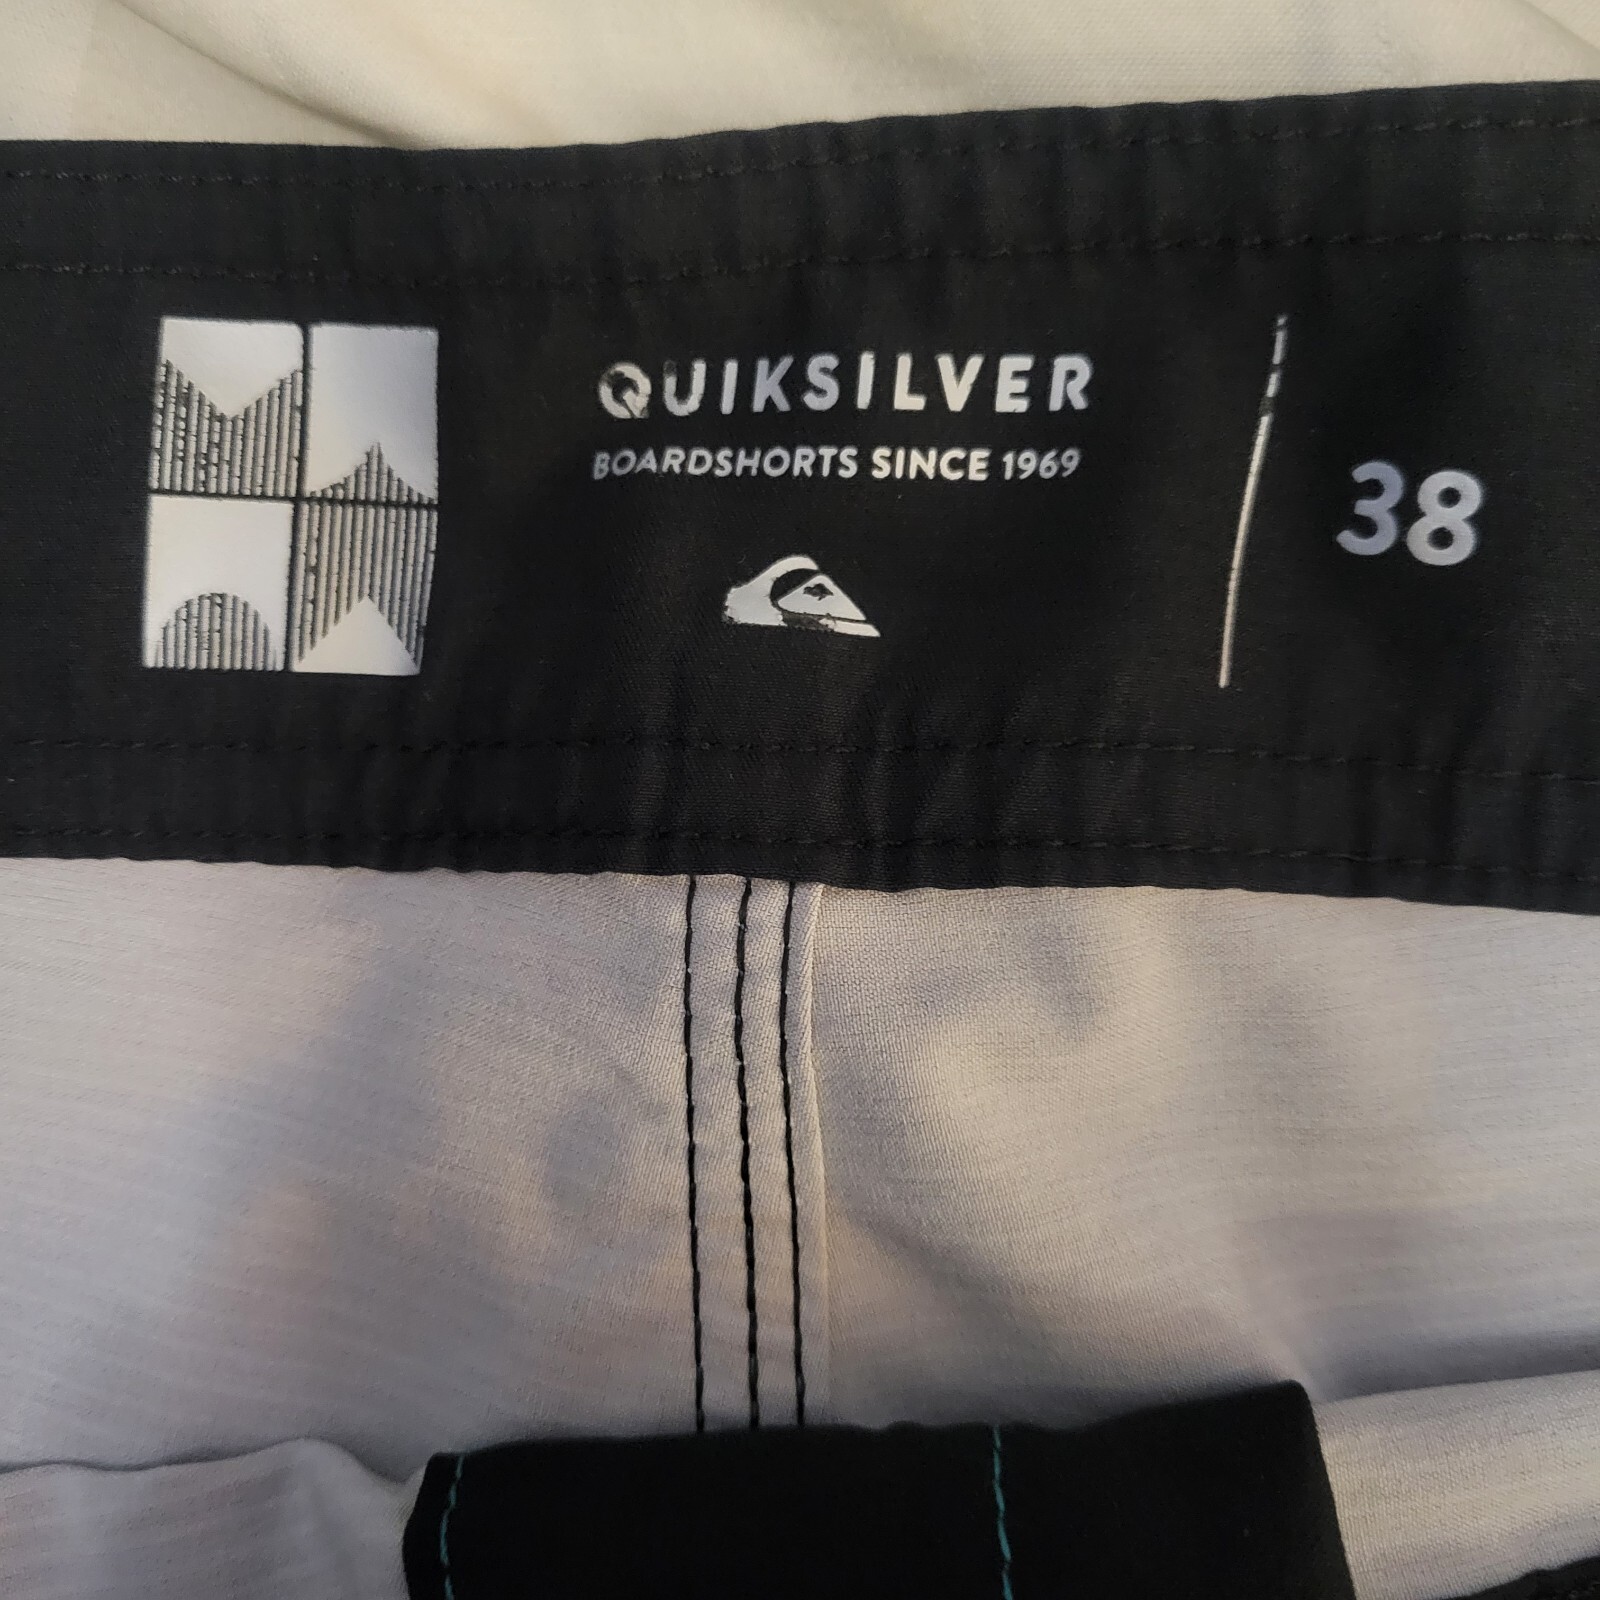 QUIKSILVER
BOARDSHORTS SINCE 1969
38